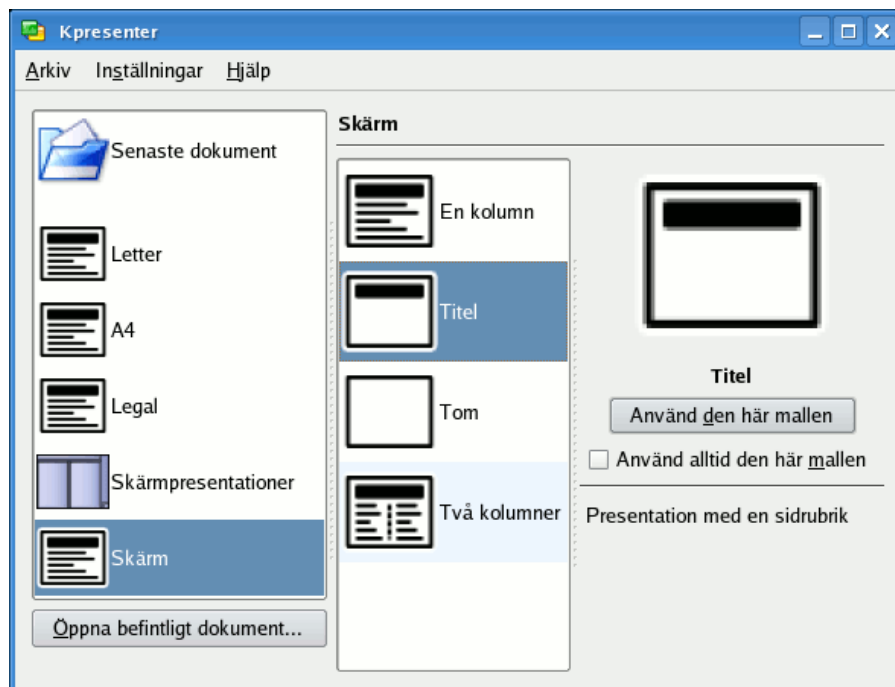 Kpresenter
Arkiv Inställningar Hjälp
Senaste dokument
Letter
A4
Legal
Skärmpresentationer
Skärm
Öppna befintligt dokument...
Skärm
En kolumn
Titel
Tom
Två kolumner
Titel
Använd den här mallen
Använd alltid den här mallen
Presentation med en sidrubrik